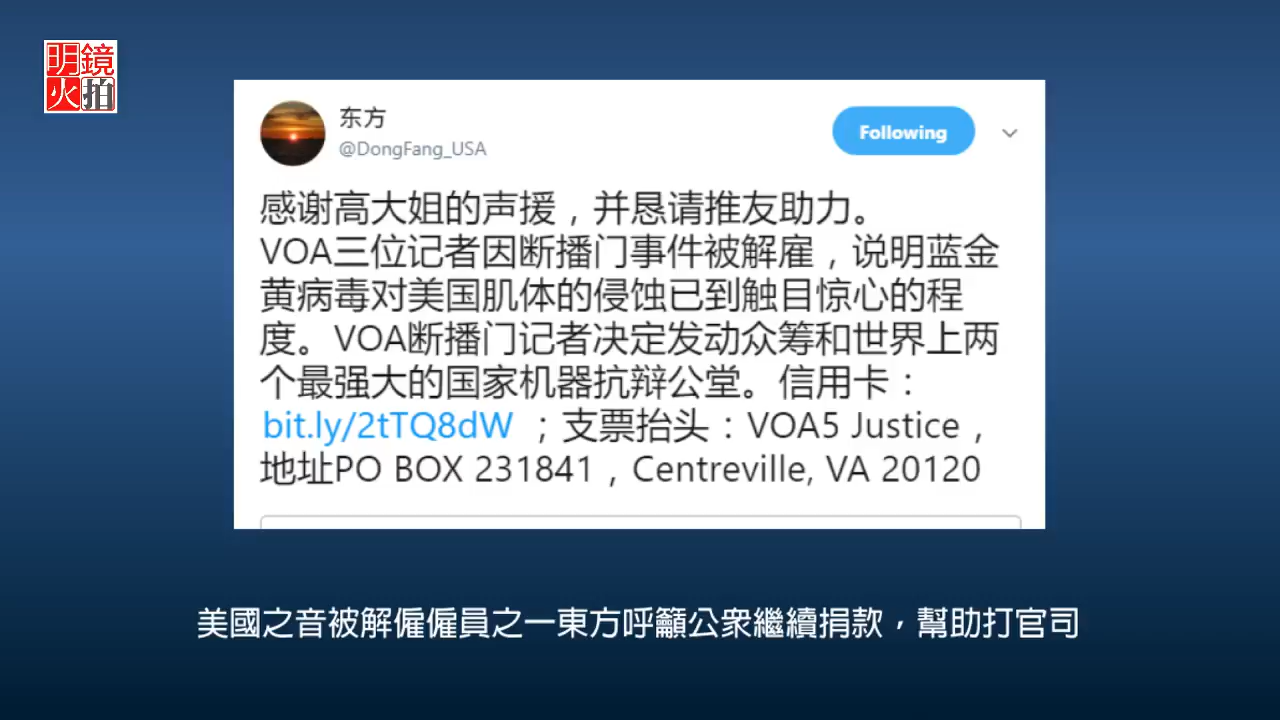 明鏡
火拍
东方
@DongFang_USA
Following
感谢高大姐的声援，并恳请推友助力。
VOA三位记者因断播门事件被解雇，说明蓝金
黄病毒对美国肌体的侵蚀已到触目惊心的程
度。VOA断播门记者决定发动众筹和世界上两
个最强大的国家机器抗辩公堂。信用卡：
bit.ly/2tTQ8dW ；支票抬头：VOA5 Justice，
地址PO BOX 231841，Centreville, VA 20120
美國之音被解僱僱員之一東方呼籲公衆繼續捐款，幫助打官司